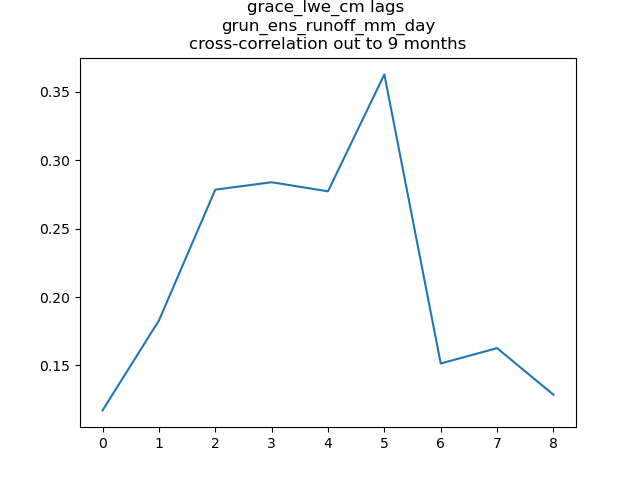 grace_lwe_cm lags
grun_ens_runoff_mm_day
cross-correlation out to 9 months
0.35
0.30
0.25
0.20
0.15
0 1 2 3 4 5 6 7 8